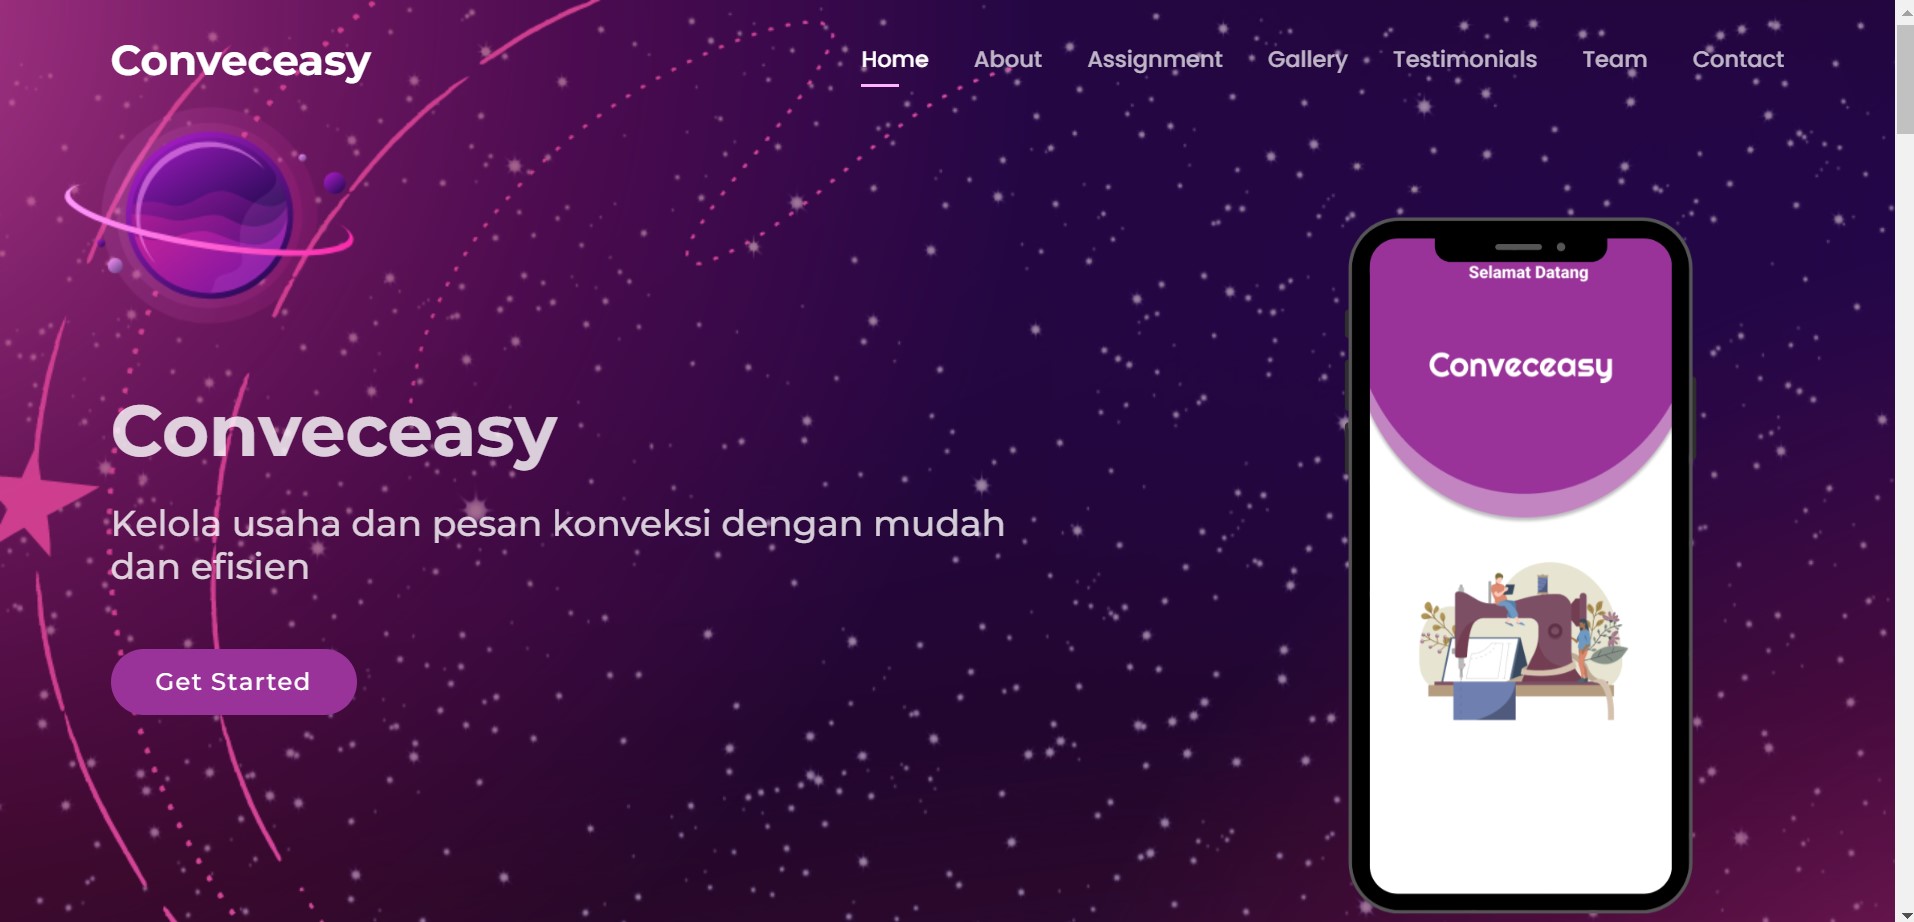 Conveceasy
Home About Assignment Gallery Testimonials Team Contact
Conveceasy
Kelola usaha dan pesan konveksi dengan mudah
dan efisien
Get Started
Selamat Datang
Conveceasy